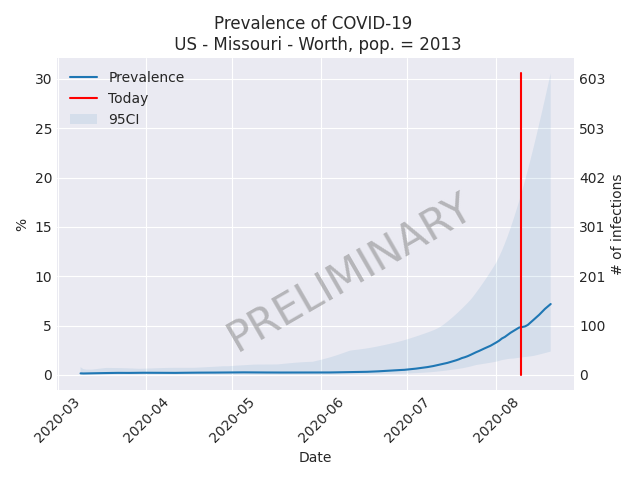 Prevalence of COVID-19
US - Missouri - Worth, pop. = 2013
Prevalence
Today
95CI
30
25
20
15
10
5
0
%
603
503
402
301
201
100
0
# of infections
PRELIMINARY
2020-03
2020-04
2020-05
2020-06
2020-07
2020-08
Date